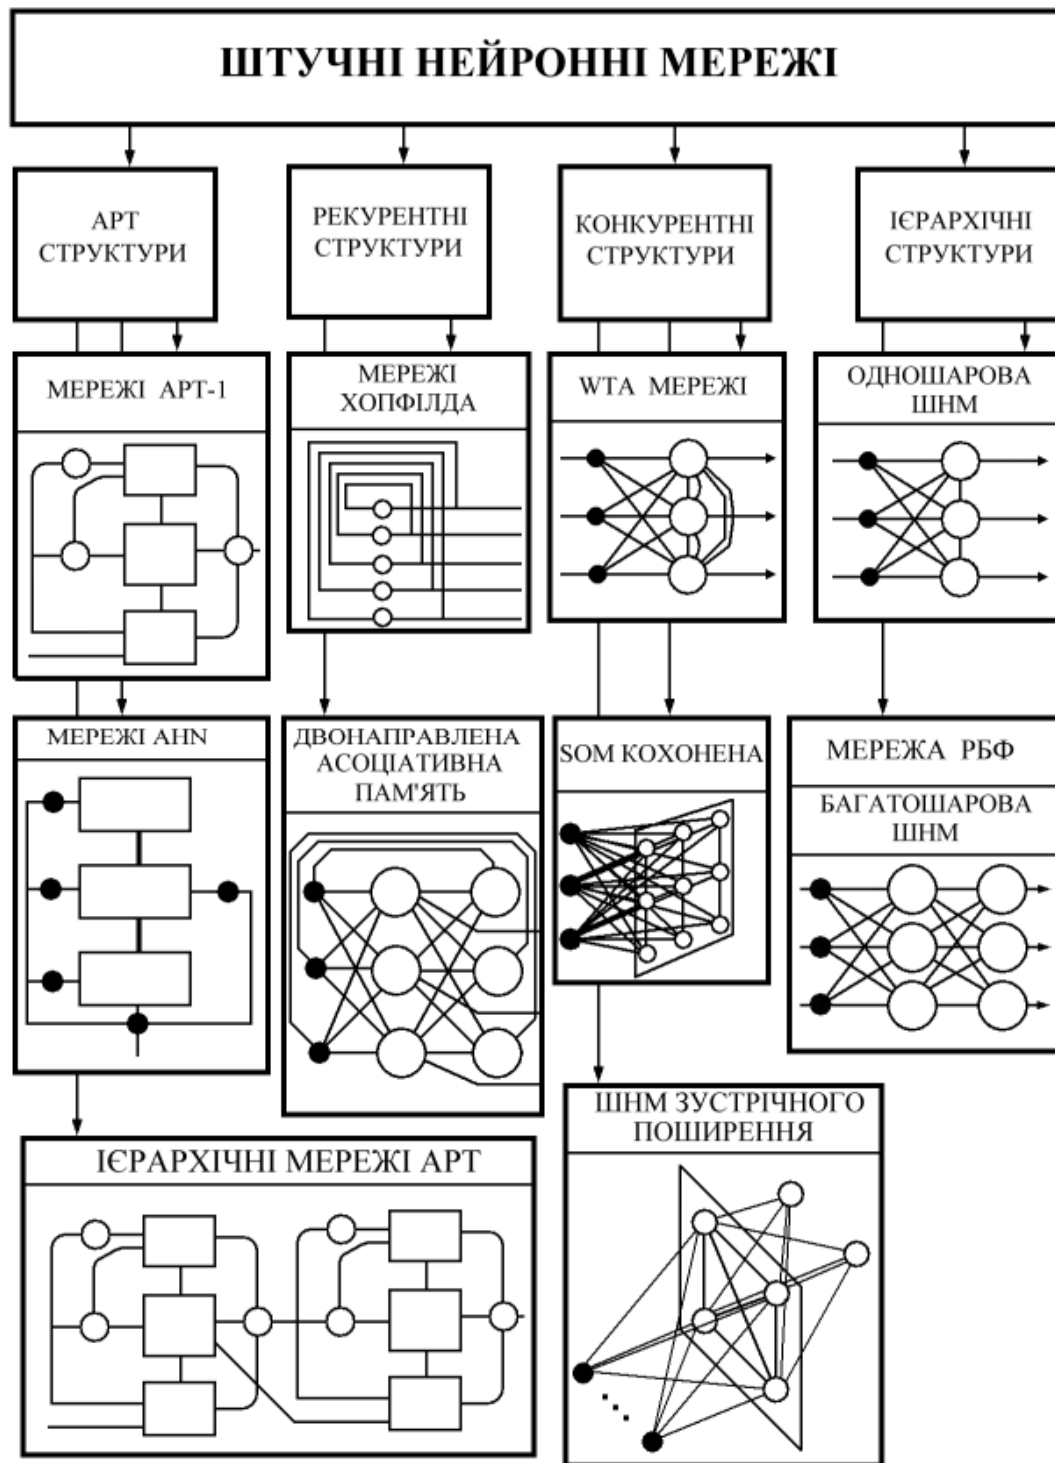 ШТУЧНІ НЕЙРОННІ МЕРЕЖІ
АРТ
СТРУКТУРИ
РЕКУРЕНТНІ
СТРУКТУРИ
КОНКУРЕНТНІ
СТРУКТУРИ
ІЄРАРХІЧНІ
СТРУКТУРИ
МЕРЕЖІ АРТ-1
МЕРЕЖІ
ХОПФІЛДА
WTA МЕРЕЖІ
ОДНОШАРОВА
ШНМ
МЕРЕЖІ AHN
ДВОНАПРАВЛЕНА
АСОЦІАТИВНА
ПАМ'ЯТЬ
SOM КОХОНЕНА
МЕРЕЖА РБФ
БАГАТОШАРОВА
ШНМ
ІЄРАРХІЧНІ МЕРЕЖІ АРТ
ШНМ ЗУСТРІЧНОГО
ПОШИРЕННЯ